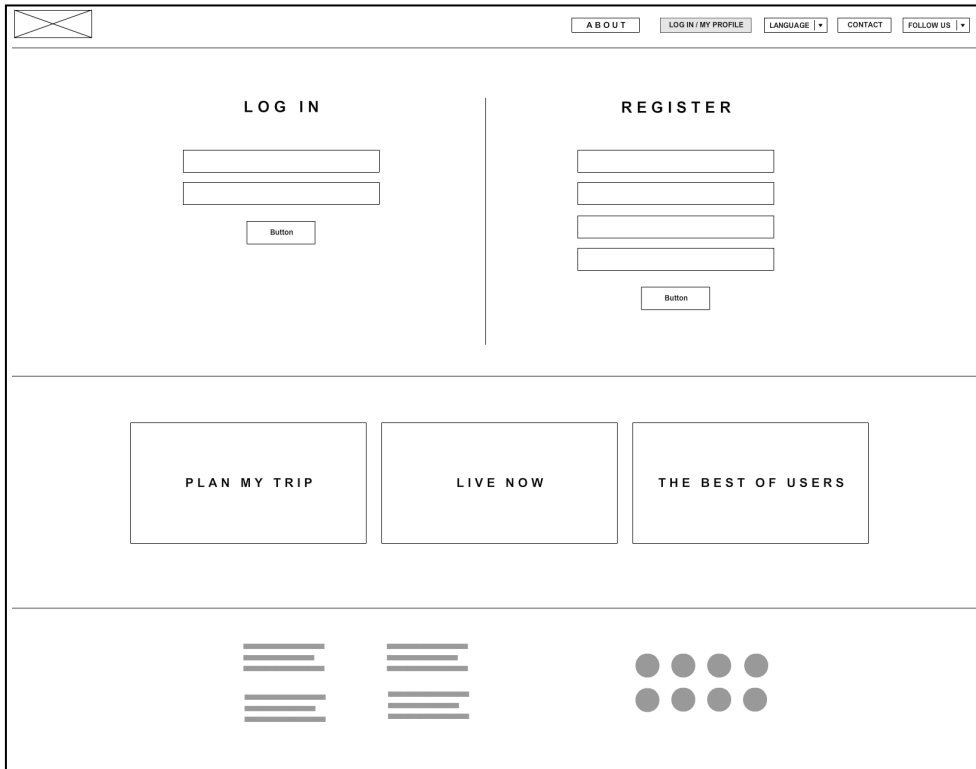 ABOUT
LOG IN / MY PROFILE
LANGUAGE
CONTACT
FOLLOW US
LOG IN
REGISTER
Button
Button
PLAN MY TRIP
LIVE NOW
THE BEST OF USERS